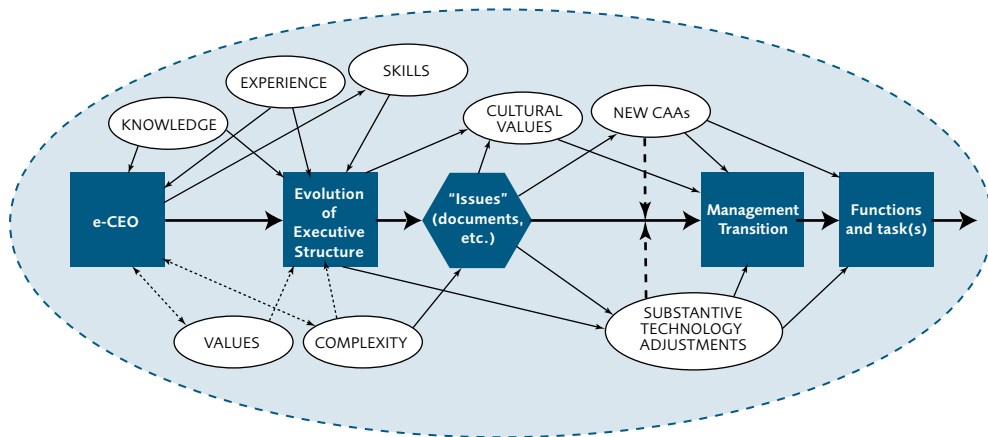 SKILLS
EXPERIENCE
KNOWLEDGE
CULTURAL
VALUES
NEW CAAs
e-CEO
Evolution
of
Executive
Structure
“Issues”
(documents,
etc.)
Management
Transition
Functions
and task(s)
VALUES
COMPLEXITY
SUBSTANTIVE
TECHNOLOGY
ADJUSTMENTS